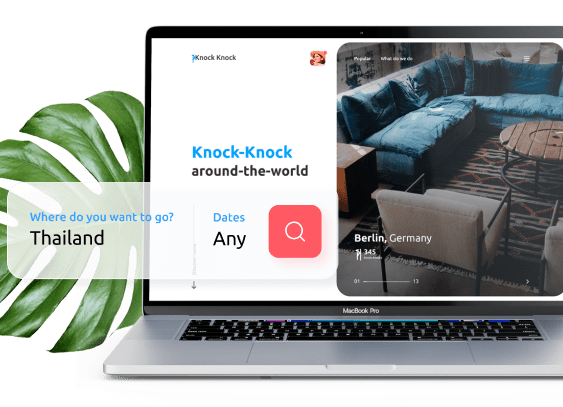 Knock Knock
Popular
What do we do
Knock-Knock
around-the-world
Where do you want to go?
Thailand
Dates
Any
Berlin, Germany
345
01
13
MacBook Pro